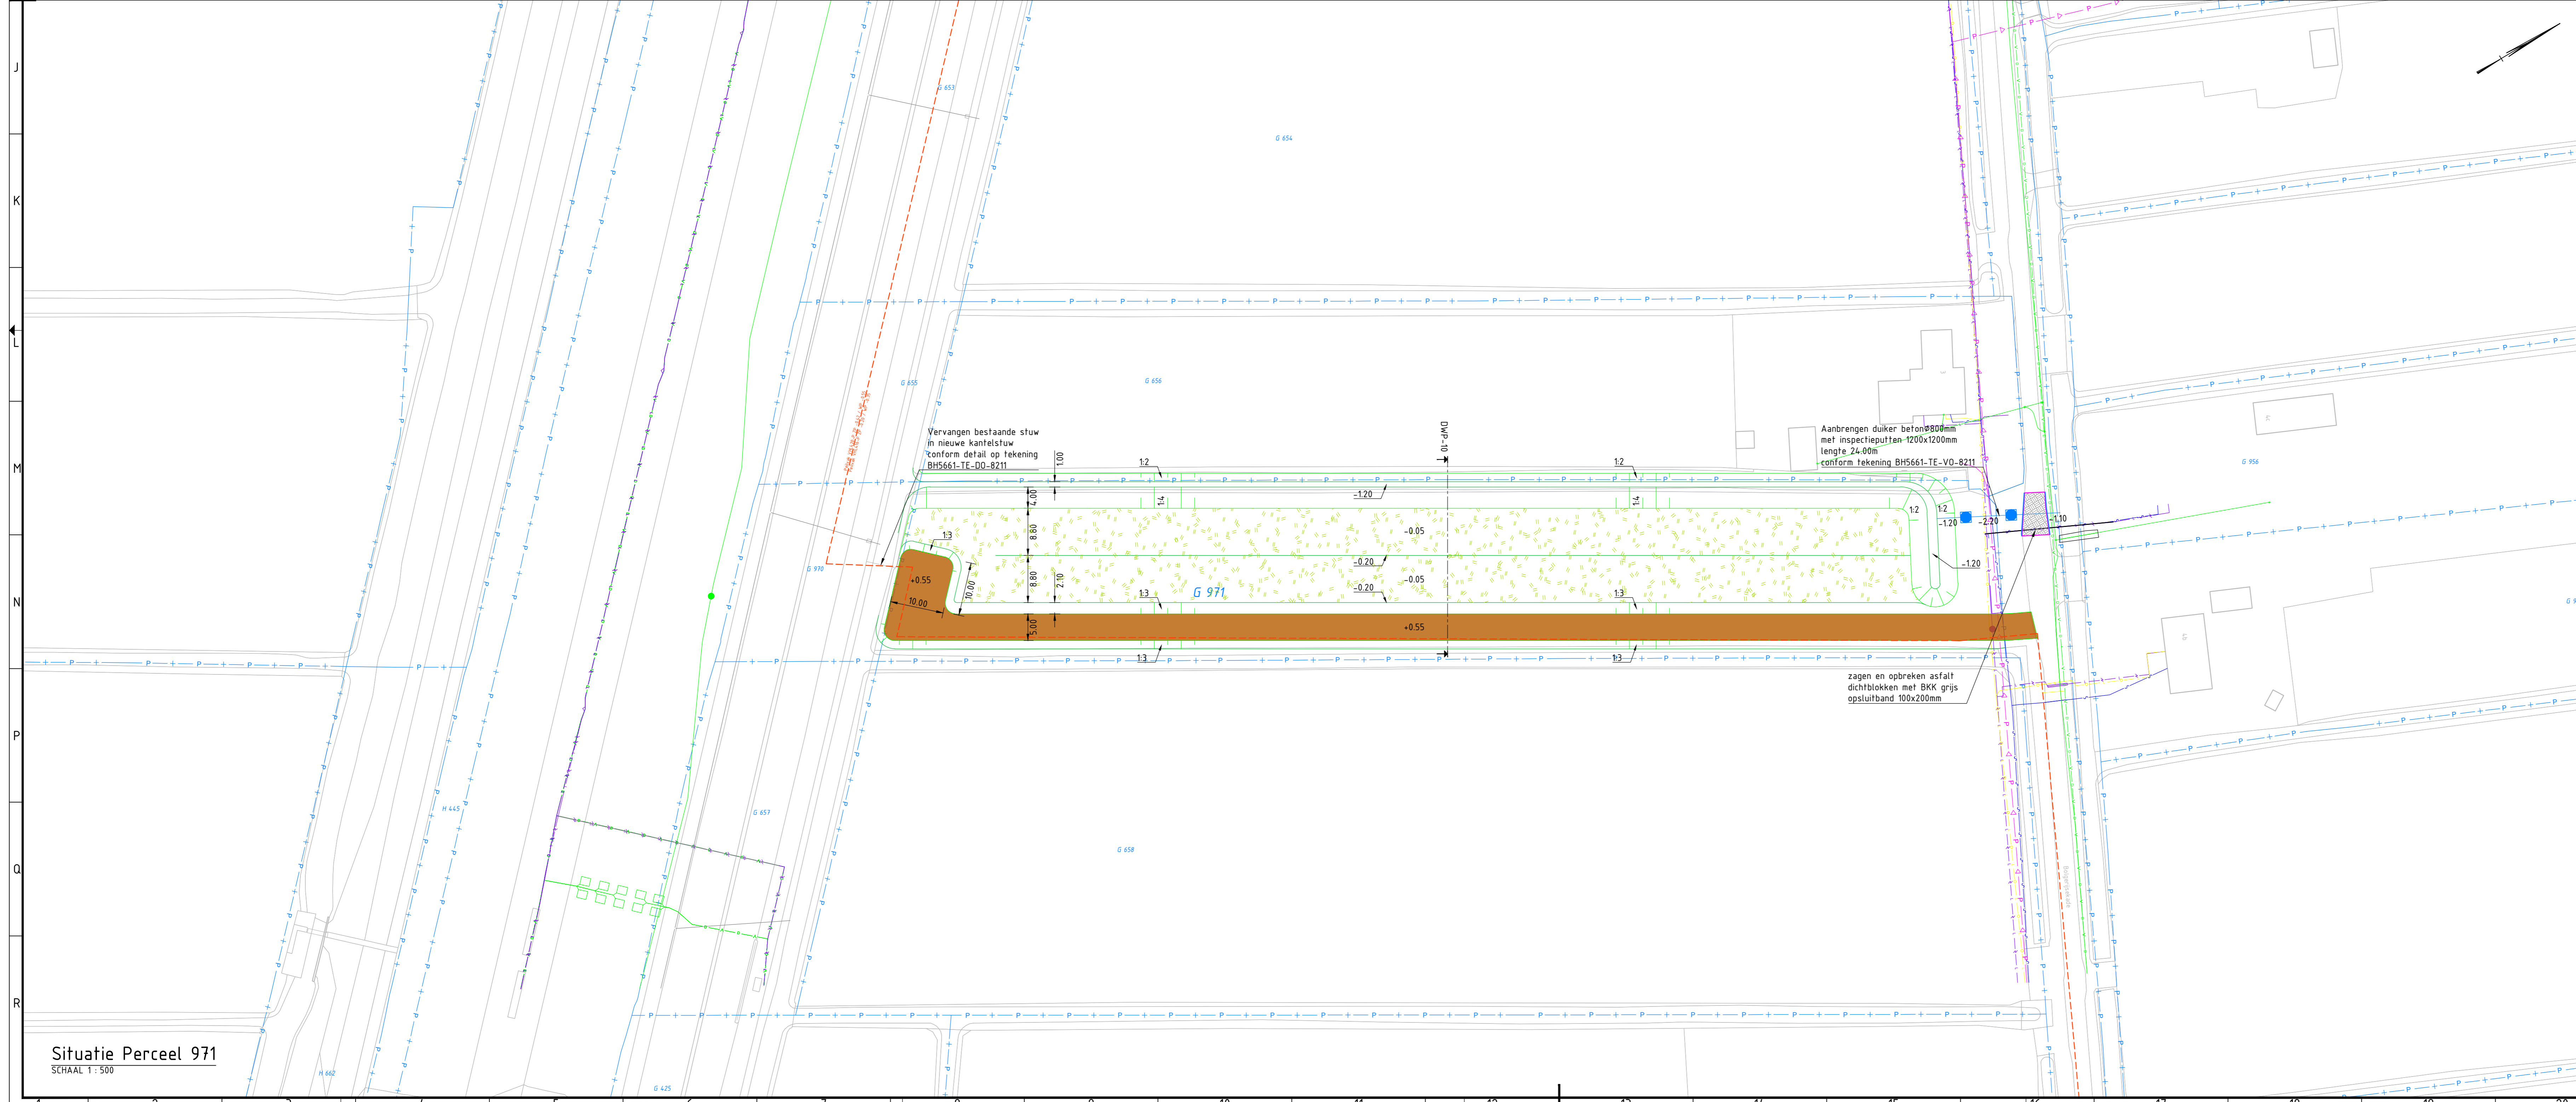 J
K
L
M
N
P
Q
R
G 653
G 654
G 655
G 656
G 956
Vervangen bestaande stuw
in nieuwe kantelstuw
conform detail op tekening
BH5661-TE-DO-8211
1.00
4.00
8.80
8.80
2.10
5.00
1:2
1:2
1:4
1:4
DWP-10
Aanbrengen duiker beton ø800mm
met inspectieputten 1200x1200mm
lengte 24.00m
conform tekening BH5661-TE-VO-8211
-1.20
-0.05
-0.20
-0.05
-0.20
1:2
1:2
-1.20
-2.20
-1.10
-1.20
1:3
G 970
+0.55
10.00
10.00
G 971
1:3
1:3
+0.55
1:3
1:3
zagen en opbreken asfalt
dichtblokken met BKK grijs
opsluitband 100x200mm
H 445
G 657
G 658
Situatie Perceel 971
SCHAAL 1 : 500
H 662
G 425